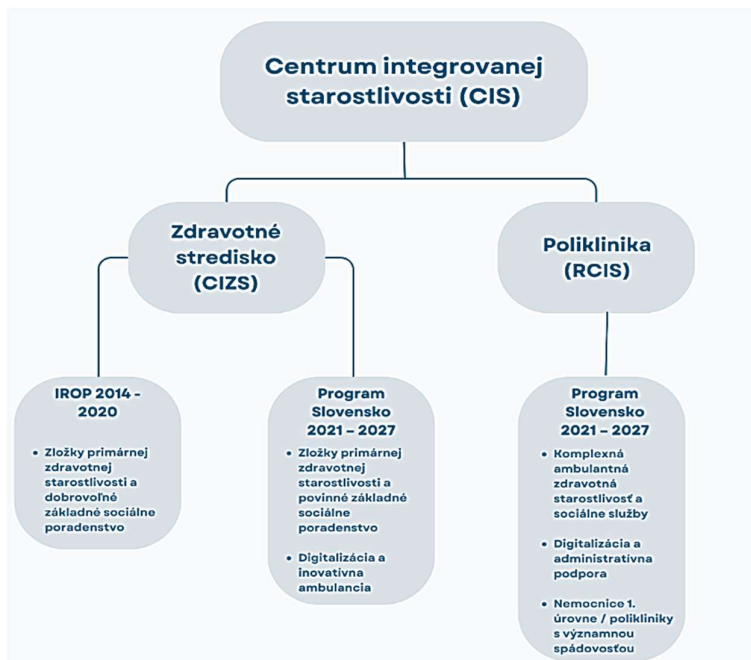 Centrum integrovanej
starostlivosti (CIS)
Zdravotné
stredisko
(CIZS)
Poliklinika
(RCIS)
IROP 2014 -
2020
• Zložky primárnej
zdravotnej
starostlivosti a
dobrovoľné
základné sociálne
poradenstvo
Program
Slovensko
2021 – 2027
• Zložky primárnej
zdravotnej
starostlivosti a
povinné základné
sociálne
poradenstvo
• Digitalizácia a
inovatívna
ambulancia
Program
Slovensko
2021 – 2027
• Komplexná
ambulantná
zdravotná
starostlivosť a
sociálne služby
• Digitalizácia a
administratívna
podpora
• Nemocnice 1.
úrovne / polikliniky
s významnou
spádovosťou